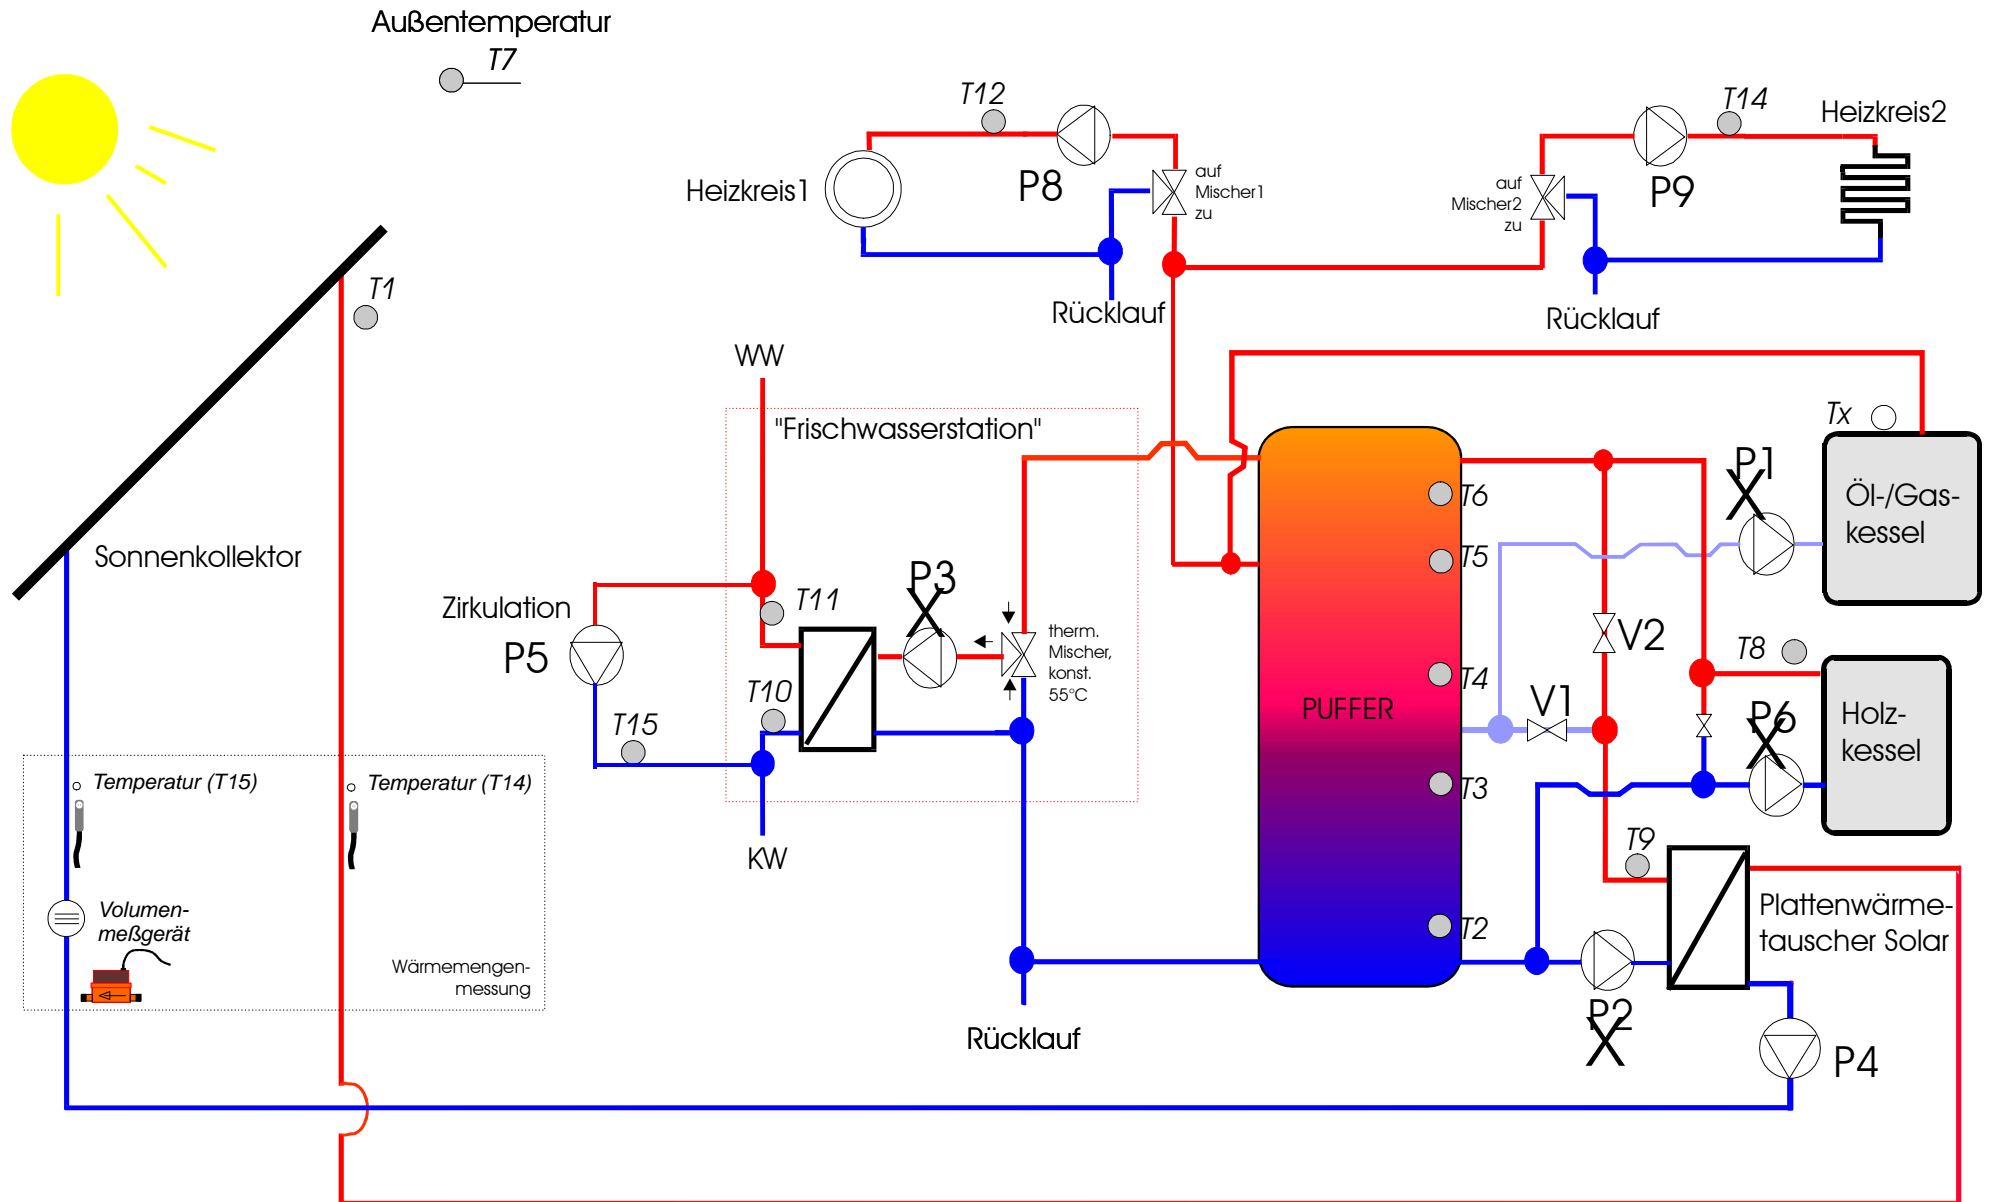 Außentemperatur
T7
T12
T14
Heizkreis2
P8
P9
Heizkreis1
auf
Mischer1
zu
auf
Mischer2
zu
T1
Rücklauf
Rücklauf
WW
"Frischwasserstation"
Tx
P1
Öl-/Gas-
kessel
T6
T5
Sonnenkollektor
Zirkulation
P5
T11
P3
therm.
Mischer,
konst.
55°C
T10
T15
T4
PUFFER
V1
V2
T8
P6
Holz-
kessel
T3
Temperatur (T15)
Temperatur (T14)
KW
T9
Volumen-
meßgerät
Wärmemengen-
messung
T2
Plattenwärme-
tauscher Solar
P2
P4
Rücklauf